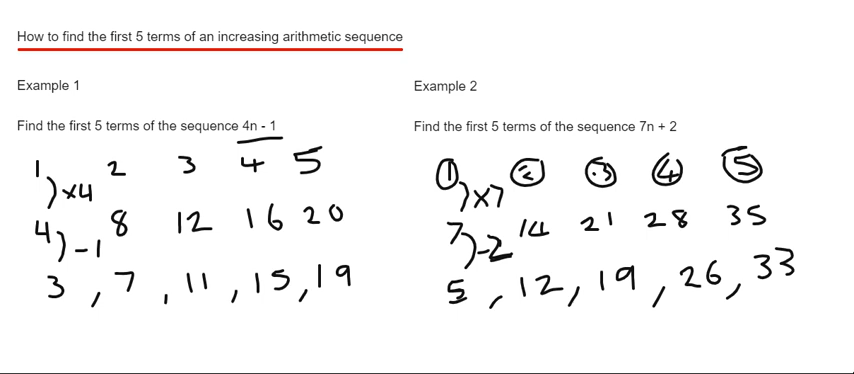 How to find the first 5 terms of an increasing arithmetic sequence
Example 1
Find the first 5 terms of the sequence 4n - 1
1 2 3 4 5
)×4
4 8 12 16 20
)-1
3, 7, 11, 15, 19
Example 2
Find the first 5 terms of the sequence 7n + 2
1 2 3 4 5
)×7
7 14 21 28 35
)-2
5, 12, 19, 26, 33